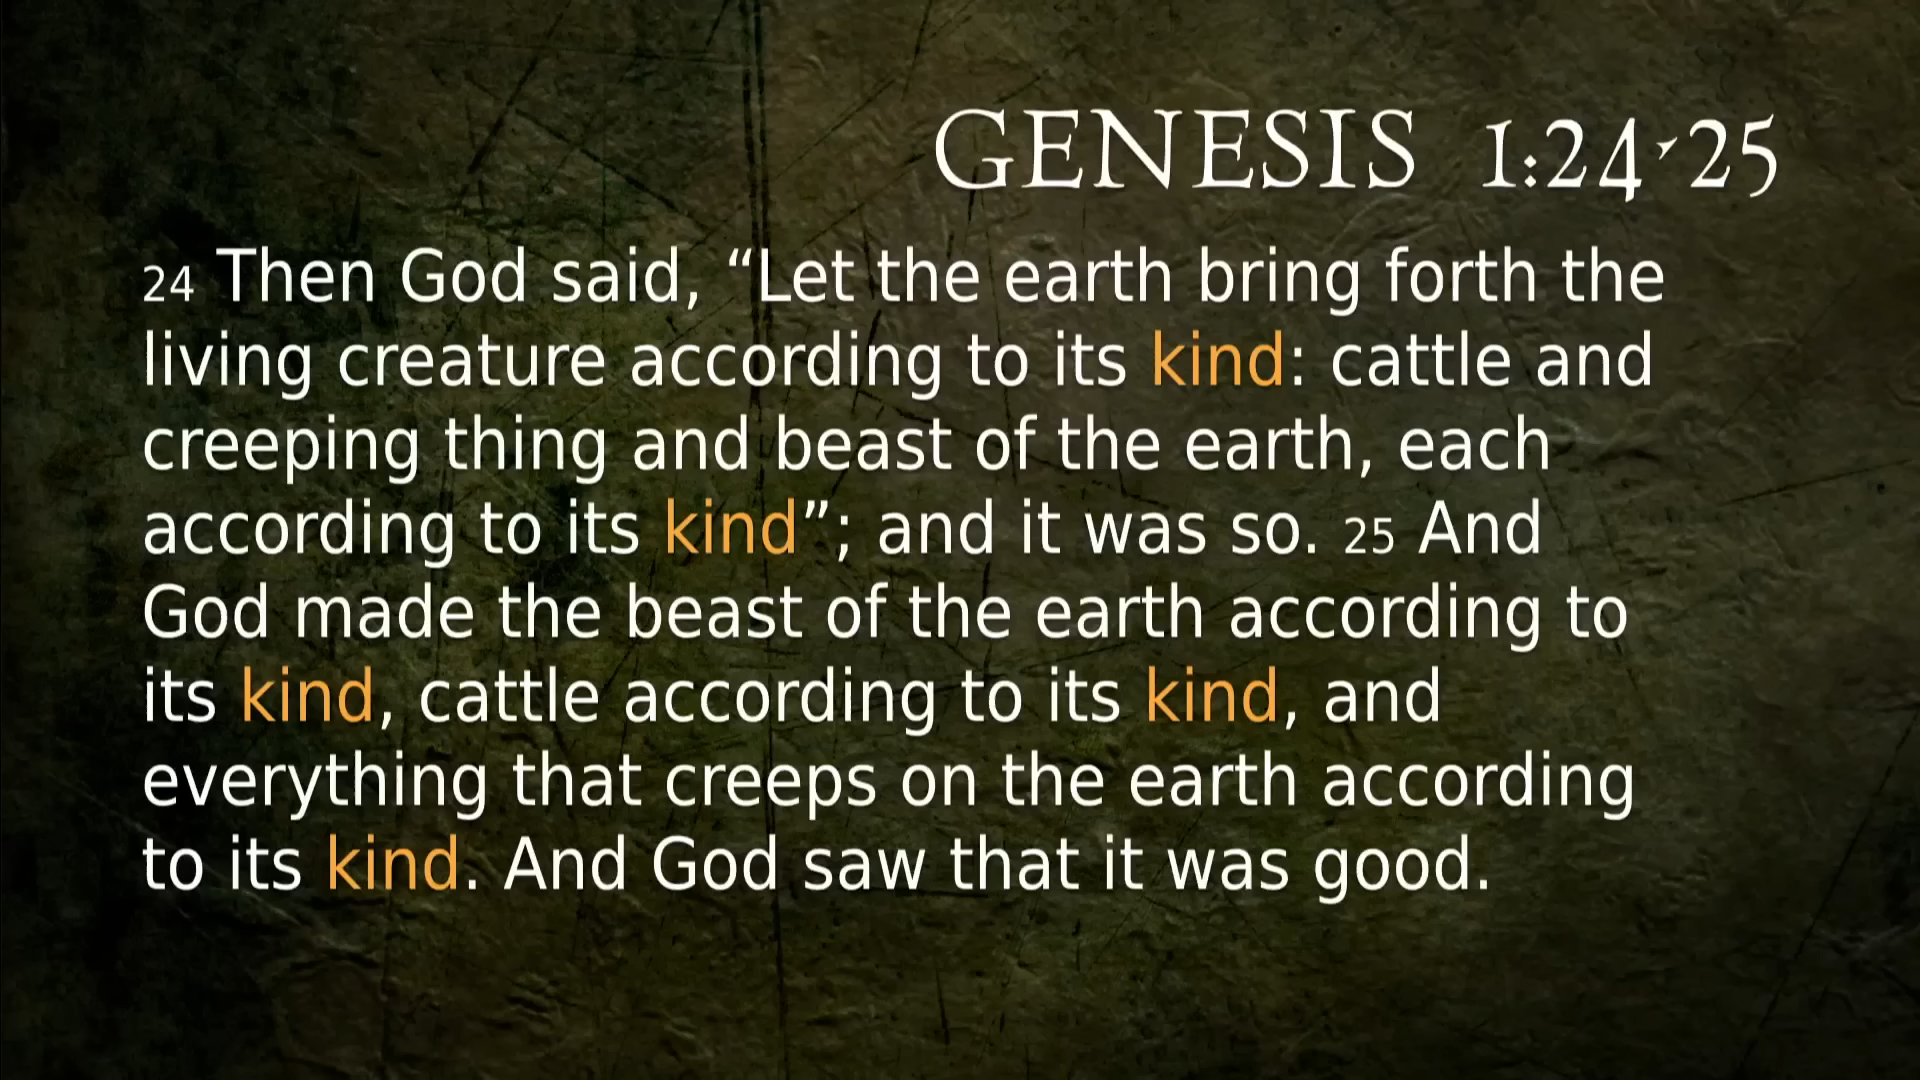 GENESIS 1:24-25
24 Then God said, “Let the earth bring forth the
living creature according to its kind: cattle and
creeping thing and beast of the earth, each
according to its kind”; and it was so. 25 And
God made the beast of the earth according to
its kind, cattle according to its kind, and
everything that creeps on the earth according
to its kind. And God saw that it was good.